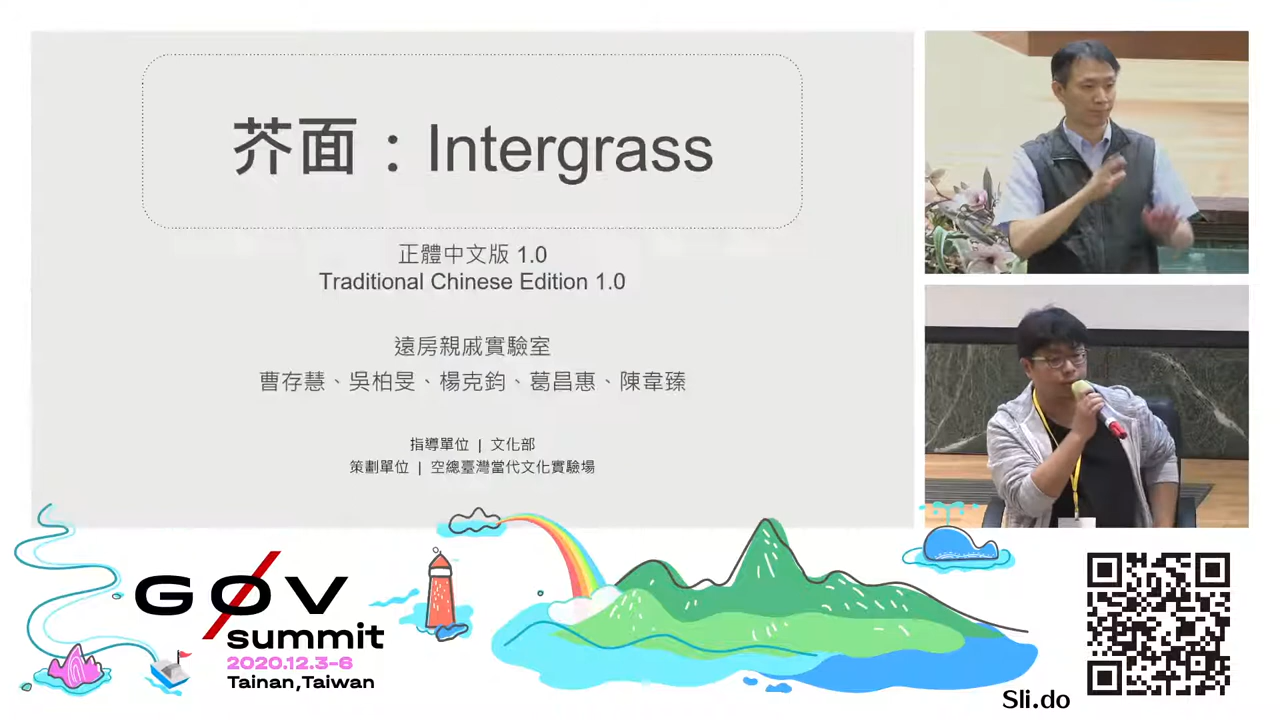 芥面：Intergrass
正體中文版 1.0
Traditional Chinese Edition 1.0
遠房親戚實驗室
曹存慧、吳柏旻、楊克鈞、葛昌惠、陳韋臻
指導單位 | 文化部
策劃單位 | 空總臺灣當代文化實驗場
GØV
summit
2020.12.3-6
Tainan,Taiwan
Sli.do